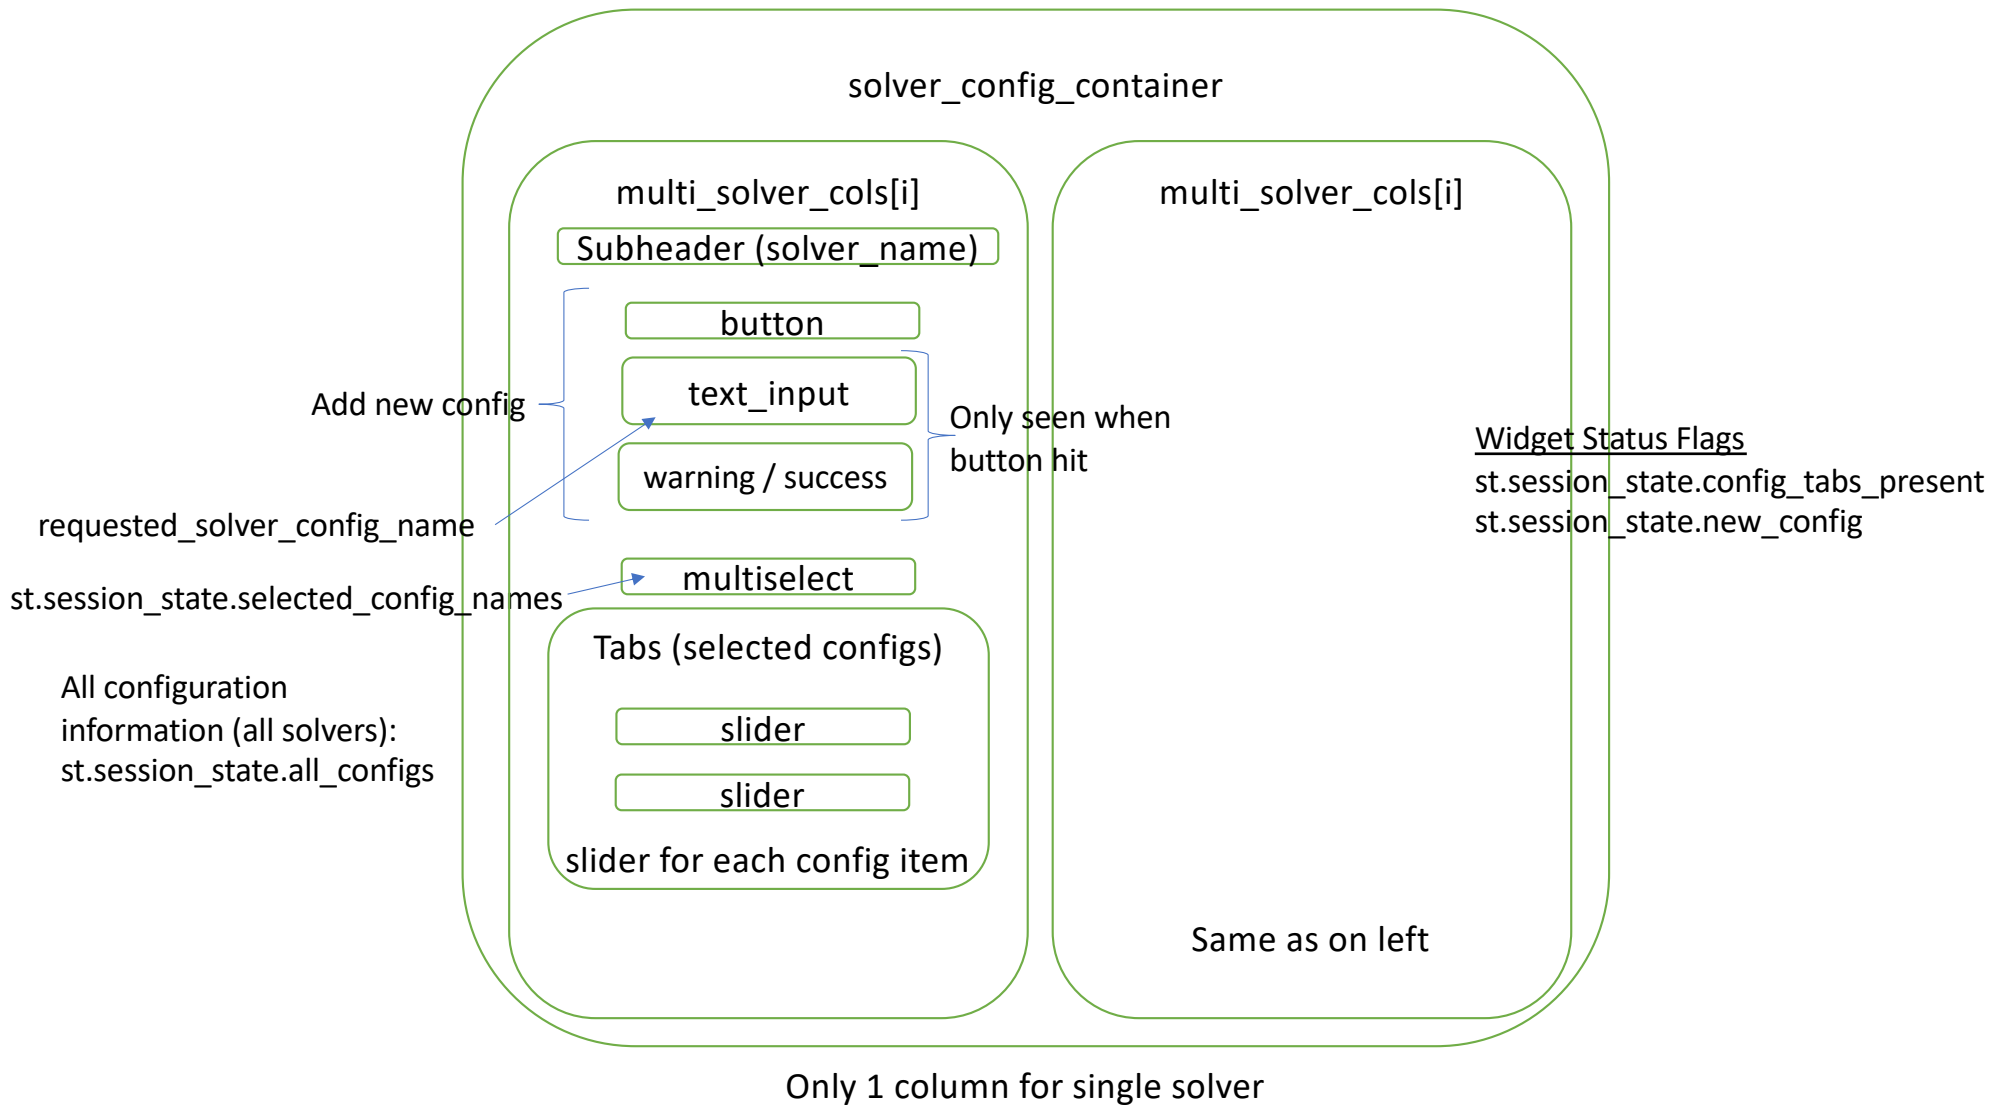 solver_config_container
multi_solver_cols[i]
multi_solver_cols[i]
Subheader (solver_name)
button
text_input
Add new config
Only seen when
button hit
warning / success
Widget Status Flags
st.session_state.config_tabs_present
st.session_state.new_config
requested_solver_config_name
multiselect
st.session_state.selected_config_names
Tabs (selected configs)
All configuration
information (all solvers):
st.session_state.all_configs
slider
slider
slider for each config item
Same as on left
Only 1 column for single solver